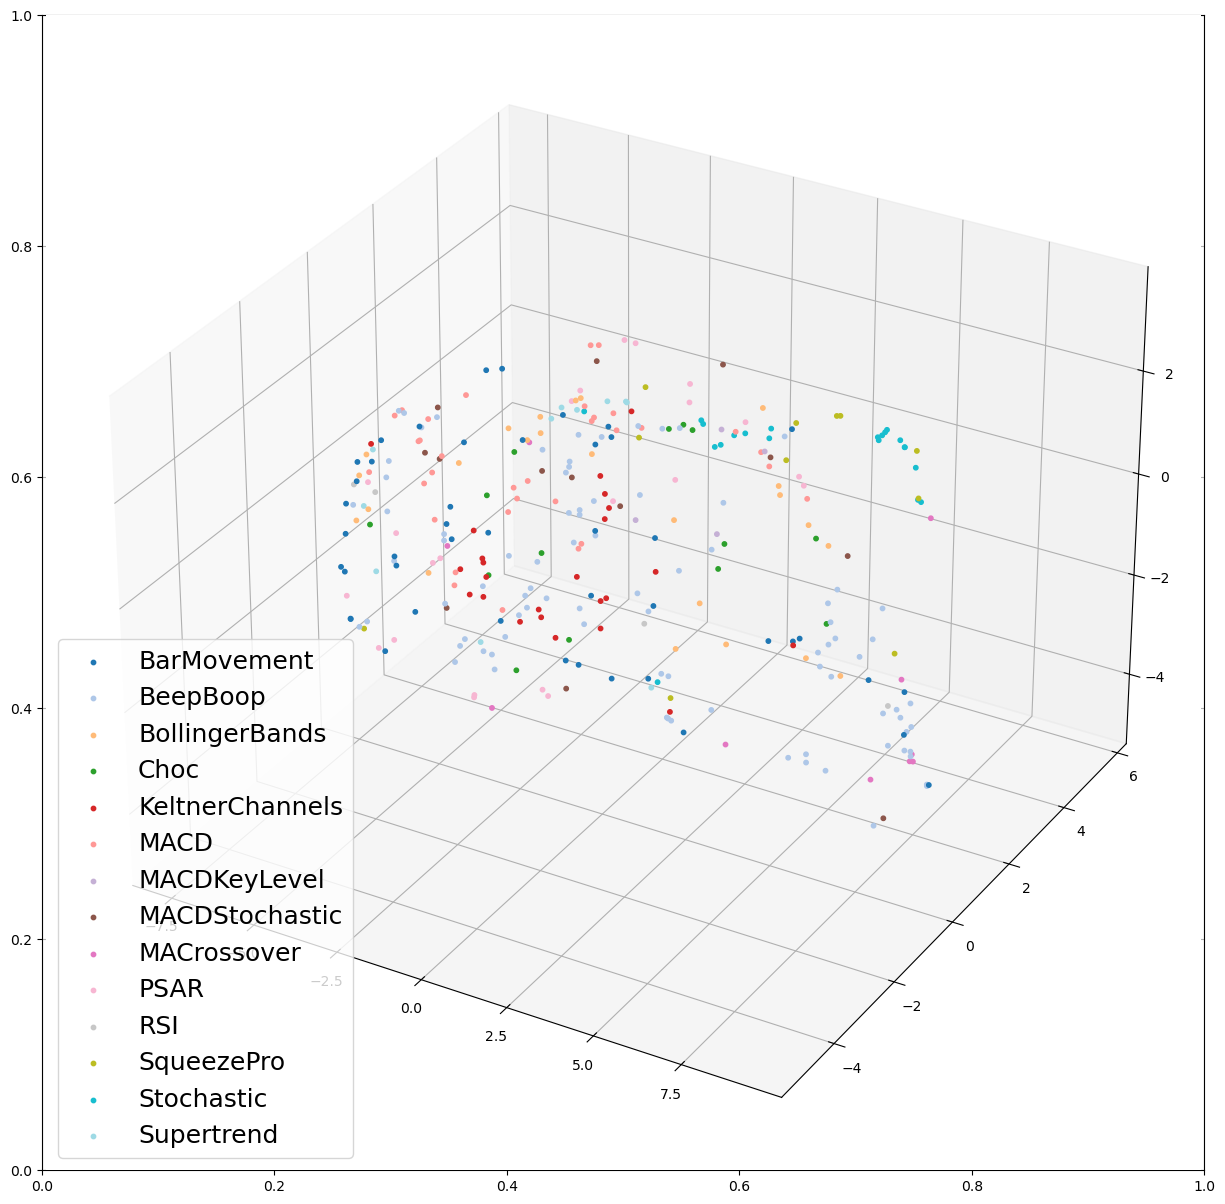 1.0
0.8
0.6
0.4
0.2
0.0
0.0
0.2
0.4
0.6
0.8
1.0
2
0
−2
−4
6
4
2
0
−2
−4
−7.5
−2.5
0.0
2.5
5.0
7.5
BarMovement
BeepBoop
BollingerBands
Choc
KeltnerChannels
MACD
MACDKeyLevel
MACDStochastic
MACrossover
PSAR
RSI
SqueezePro
Stochastic
Supertrend